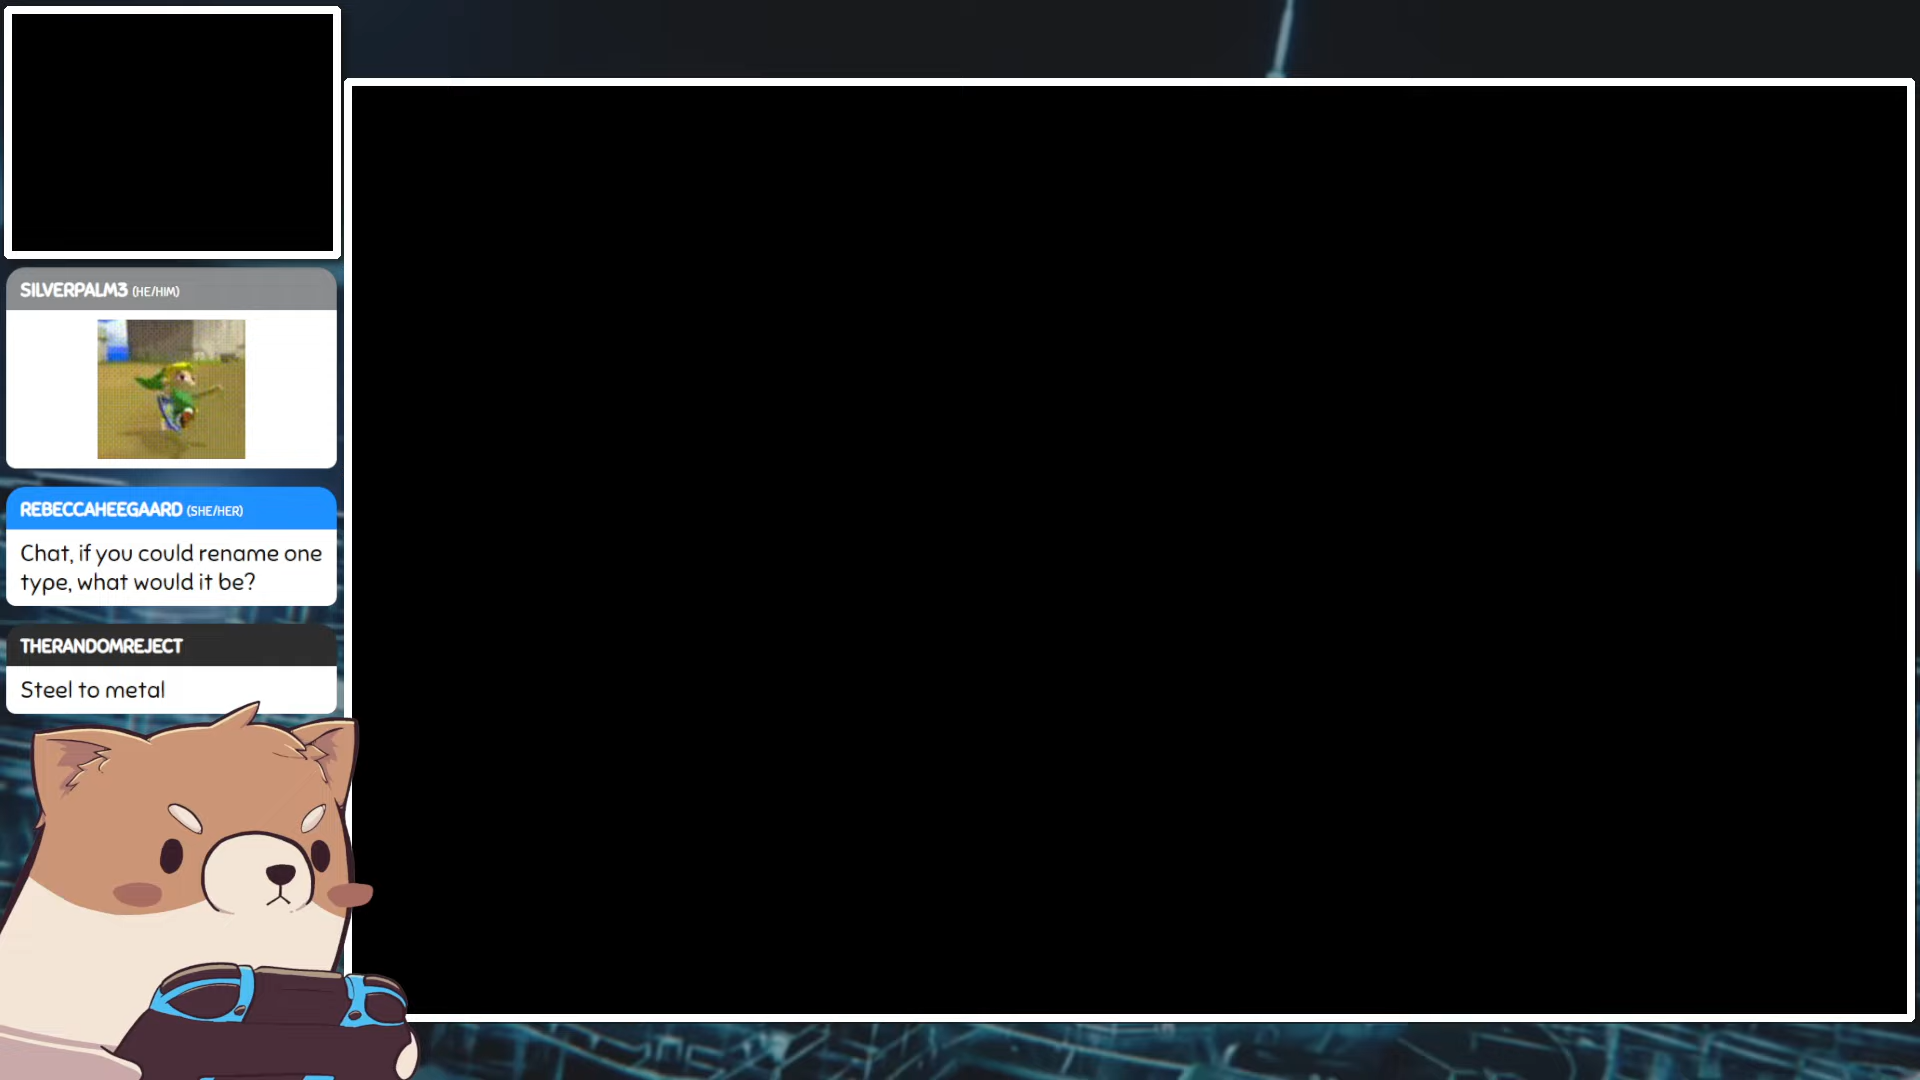 SILVERPALM3 (HE/HIM)
REBECCAHEEGAARD (SHE/HER)
Chat, if you could rename one
type, what would it be?
THERANDOMREJECT
Steel to metal